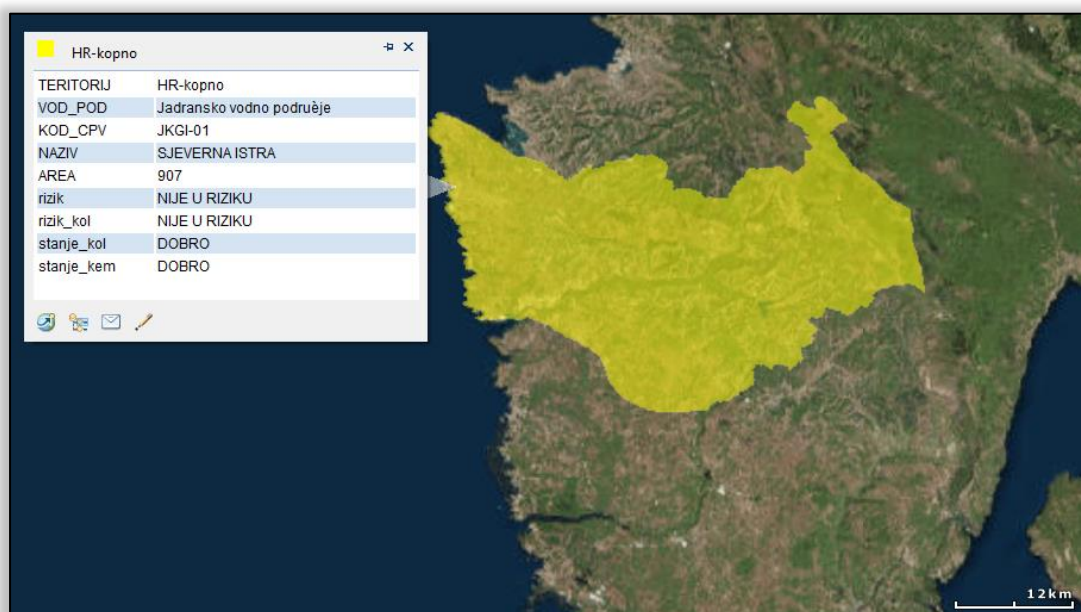 HR-kopno
TERITORIJ HR-kopno
VOD_POD Jadransko vodno podruèje
KOD_CPV JKGI-01
NAZIV SJEVERNA ISTRA
AREA 907
rizik NIJE U RIZIKU
rizik_kol NIJE U RIZIKU
stanje_kol DOBRO
stanje_kem DOBRO
12km